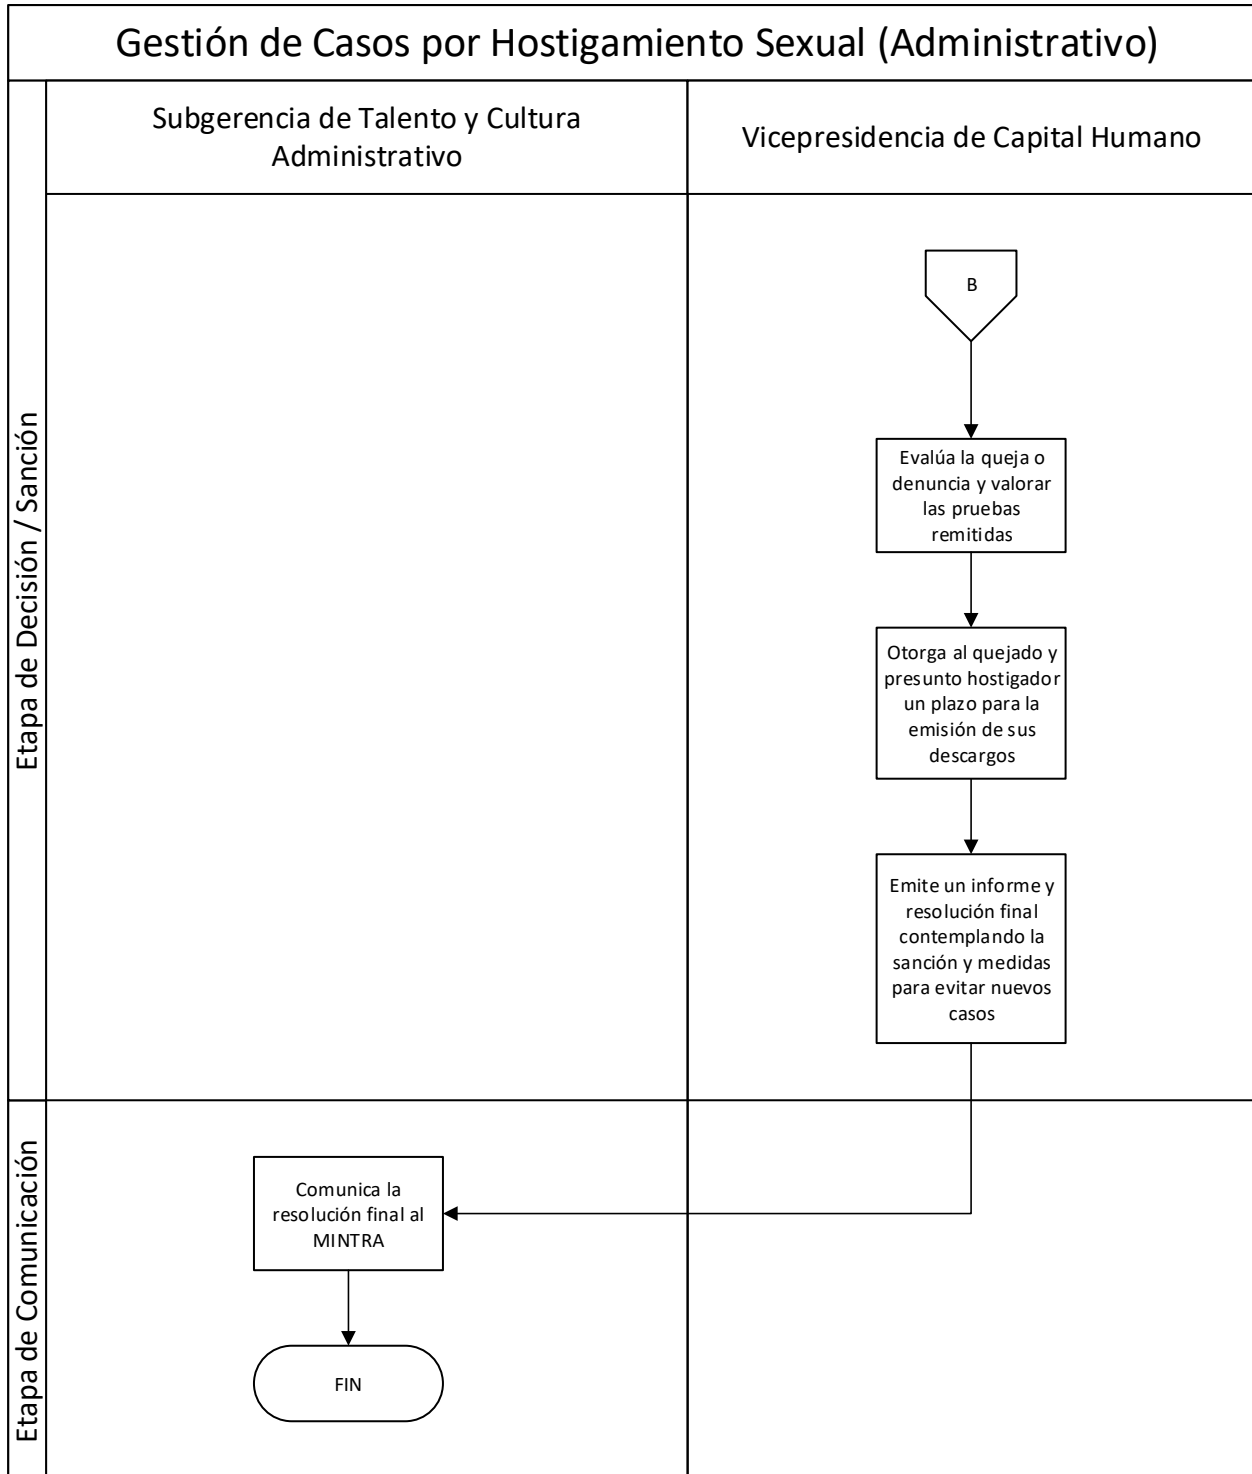 Gestión de Casos por Hostigamiento Sexual (Administrativo)
Subgerencia de Talento y Cultura
Administrativo
Vicepresidencia de Capital Humano
Etapa de Decisión / Sanción
B
Evalúa la queja o
denuncia y valorar
las pruebas
remitidas
Otorga al quejado y
presunto hostigador
un plazo para la
emisión de sus
descargos
Emite un informe y
resolución final
contemplando la
sanción y medidas
para evitar nuevos
casos
Etapa de Comunicación
Comunica la
resolución final al
MINTRA
FIN